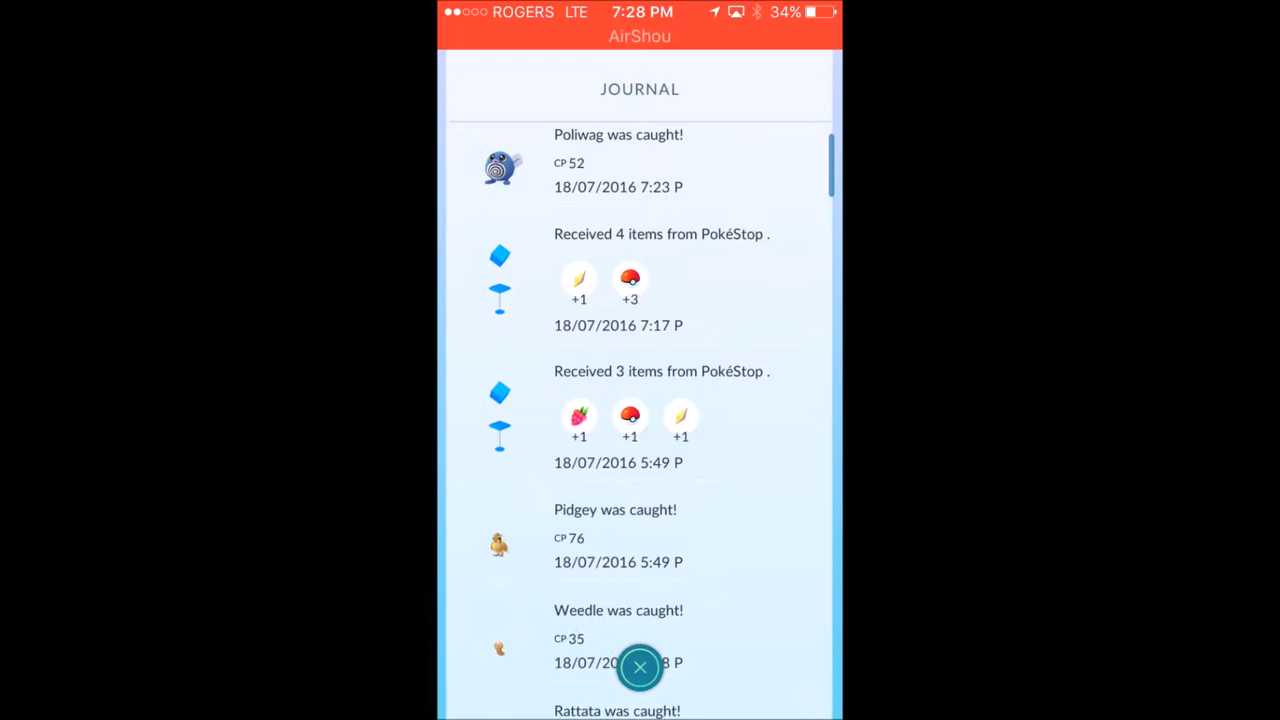 ROGERS LTE 7:28 PM 34%
AirShou
JOURNAL
Poliwag was caught!
CP 52
18/07/2016 7:23 P
Received 4 items from PokéStop .
+1 +3
18/07/2016 7:17 P
Received 3 items from PokéStop .
+1 +1 +1
18/07/2016 5:49 P
Pidgey was caught!
CP 76
18/07/2016 5:49 P
Weedle was caught!
CP 35
18/07/20 8 P
Rattata was caught!